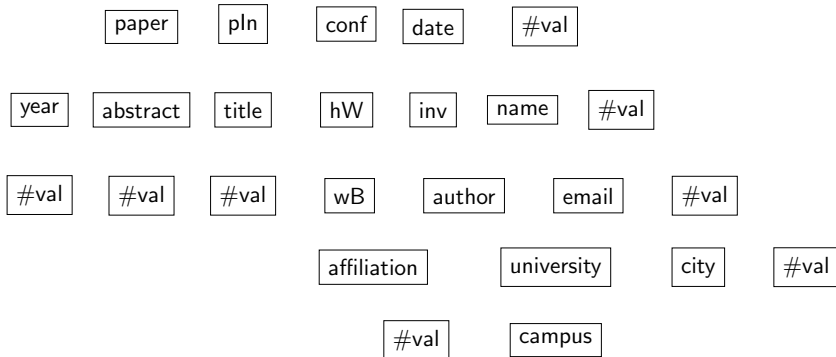 paper pIn conf date #val
year abstract title hW inv name #val
#val #val #val wB author email #val
affiliation university city #val
#val campus